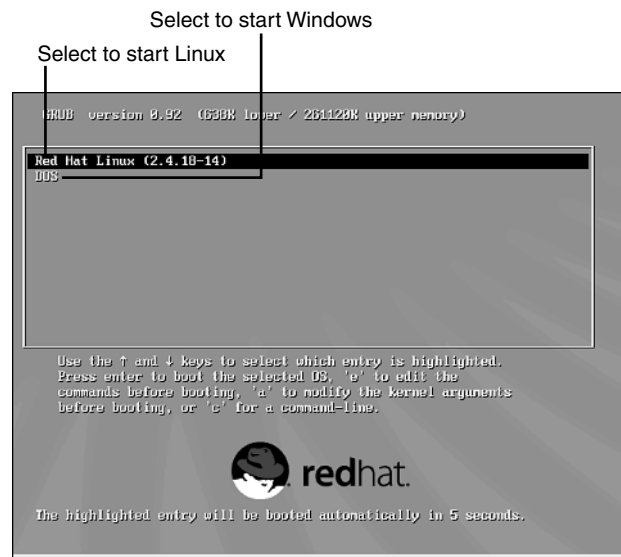 Select to start Windows
Select to start Linux
GRUB version 0.92 (638K lower / 261120K upper memory)
Red Hat Linux (2.4.18-14)
DOS
Use the ↑ and ↓ keys to select which entry is highlighted.
Press enter to boot the selected OS, 'e' to edit the
commands before booting, 'a' to modify the kernel arguments
before booting, or 'c' for a command-line.
redhat.
The highlighted entry will be booted automatically in 5 seconds.